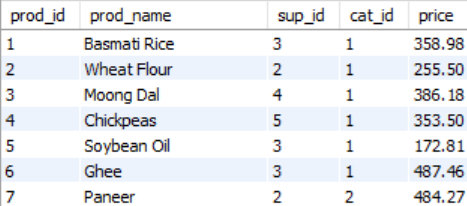 prod_id prod_name sup_id cat_id price
1 Basmati Rice 3 1 358.98
2 Wheat Flour 2 1 255.50
3 Moong Dal 4 1 386.18
4 Chickpeas 5 1 353.50
5 Soybean Oil 3 1 172.81
6 Ghee 3 1 487.46
7 Paneer 2 2 484.27